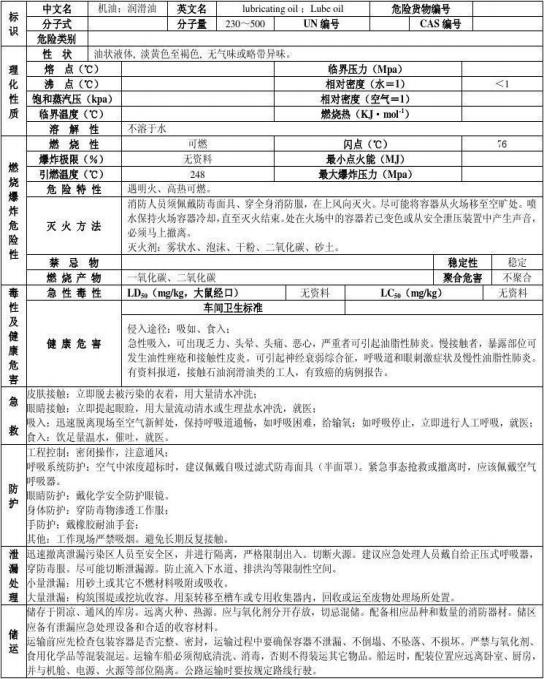 标识
中文名 机油；润滑油 英文名 lubricating oil；Lube oil 危险货物编号
分子式 分子量 230～500 UN 编号 CAS 编号
危险类别
理化性质
性 状 油状液体, 淡黄色至褐色, 无气味或略带异味。
熔 点（℃） 临界压力（Mpa）
沸 点（℃） 相对密度（水＝1） ＜1
饱和蒸汽压（kpa） 相对密度（空气＝1）
临界温度（℃） 燃烧热（KJ·mol-1）
溶 解 性 不溶于水
燃烧爆炸危险性
燃 烧 性 可燃 闪点（℃） 76
爆炸极限（％） 无资料 最小点火能（MJ）
引燃温度（℃） 248 最大爆炸压力（Mpa）
危 险 特 性 遇明火、高热可燃。
灭 火 方 法
消防人员须佩戴防毒面具、穿全身消防服，在上风向灭火。尽可能将容器从火场移至空旷处。喷
水保持火场容器冷却，直至灭火结束。处在火场中的容器若已变色或从安全泄压装置中产生声音，
必须马上撤离。
灭火剂：雾状水、泡沫、干粉、二氧化碳、砂土。
禁 忌 物 稳定性 稳定
燃 烧 产 物 一氧化碳、二氧化碳 聚合危害 不聚合
毒性及健康危害
急 性 毒 性 LD50（mg/kg，大鼠经口） 无资料 LC50（mg/kg） 无资料
健 康 危 害
车间卫生标准
侵入途径：吸如、食入；
急性吸入，可出现乏力、头晕、头痛、恶心，严重者可引起油脂性肺炎。慢接触者，暴露部位可
发生油性痤疮和接触性皮炎。可引起神经衰弱综合征，呼吸道和眼刺激症状及慢性油脂性肺炎。
有资料报道，接触石油润滑油类的工人，有致癌的病例报告。
急救
皮肤接触：立即脱去被污染的衣着，用大量清水冲洗；
眼睛接触：立即提起眼睑，用大量流动清水或生理盐水冲洗，就医；
吸入：迅速脱离现场至空气新鲜处，保持呼吸道通畅，如呼吸困难，给输氧；如呼吸停止，立即进行人工呼吸，就医；
食入：饮足量温水，催吐，就医。
防护
工程控制：密闭操作，注意通风；
呼吸系统防护：空气中浓度超标时，建议佩戴自吸过滤式防毒面具（半面罩）。紧急事态抢救或撤离时，应该佩戴空气
呼吸器。
眼睛防护：戴化学安全防护眼镜。
身体防护：穿防毒物渗透工作服；
手防护：戴橡胶耐油手套；
其他：工作现场严禁吸烟。避免长期反复接触。
泄漏处理
迅速撤离泄漏污染区人员至安全区，并进行隔离，严格限制出入。切断火源。建议应急处理人员戴自给正压式呼吸器，
穿防毒服。尽可能切断泄漏源。防止流入下水道、排洪沟等限制性空间。
小量泄漏：用砂土或其它不燃材料吸附或吸收。
大量泄漏：构筑围堤或挖坑收容。用泵转移至槽车或专用收集器内，回收或运至废物处理场所处置。
储运
储存于阴凉、通风的库房。远离火种、热源。应与氧化剂分开存放，切忌混储。配备相应品种和数量的消防器材。储区
应备有泄漏应急处理设备和合适的收容材料。
运输前应先检查包装容器是否完整、密封，运输过程中要确保容器不泄漏、不倒塌、不坠落、不损坏。严禁与氧化剂、
食用化学品等混装混运。运输车船必须彻底清洗、消毒，否则不得装运其它物品。船运时，配装位置应远离卧室、厨房，
并与机舱、电源、火源等部位隔离。公路运输时要按规定路线行驶。